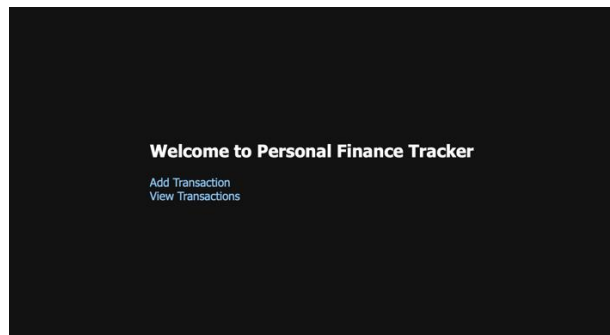 Welcome to Personal Finance Tracker
Add Transaction
View Transactions